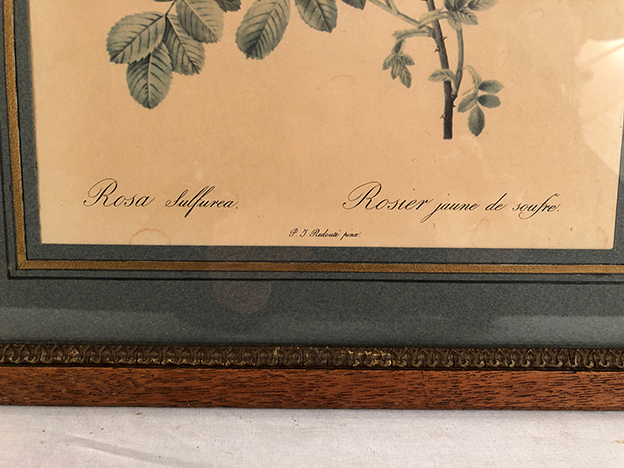 Rosa Sulfurea.
Rosier jaune de soufre.
P. J. Redouté pinx.